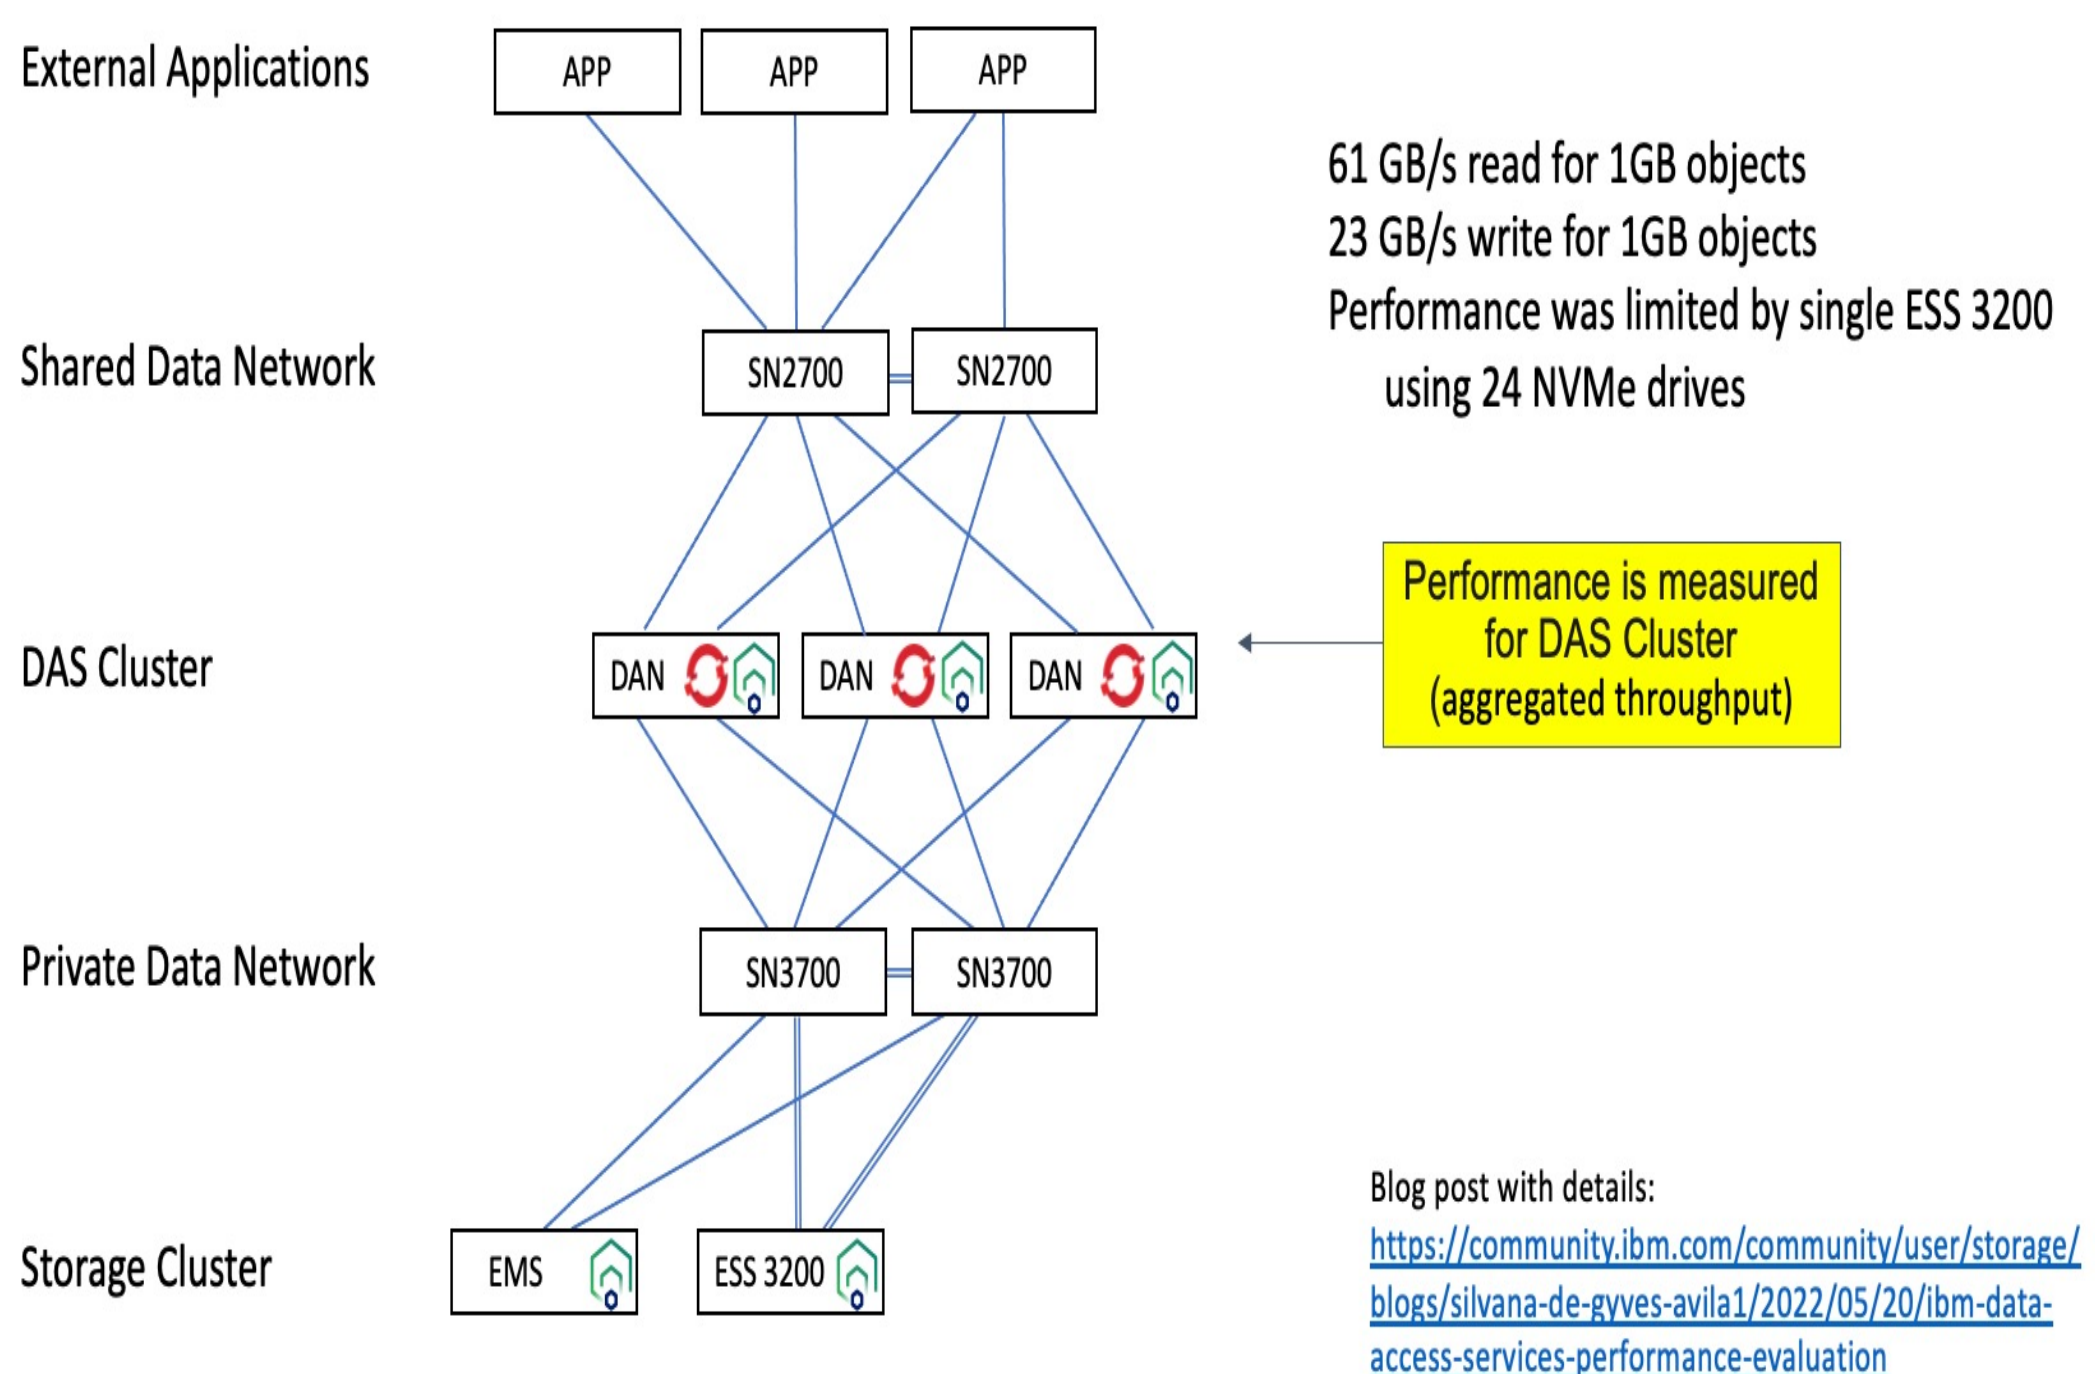 External Applications
APP
APP
APP
61 GB/s read for 1GB objects
23 GB/s write for 1GB objects
Performance was limited by single ESS 3200
using 24 NVMe drives
Shared Data Network
SN2700
SN2700
Performance is measured
for DAS Cluster
(aggregated throughput)
DAS Cluster
DAN
DAN
DAN
Private Data Network
SN3700
SN3700
Storage Cluster
EMS
ESS 3200
Blog post with details:
https://community.ibm.com/community/user/storage/
blogs/silvana-de-gyves-avila1/2022/05/20/ibm-data-
access-services-performance-evaluation